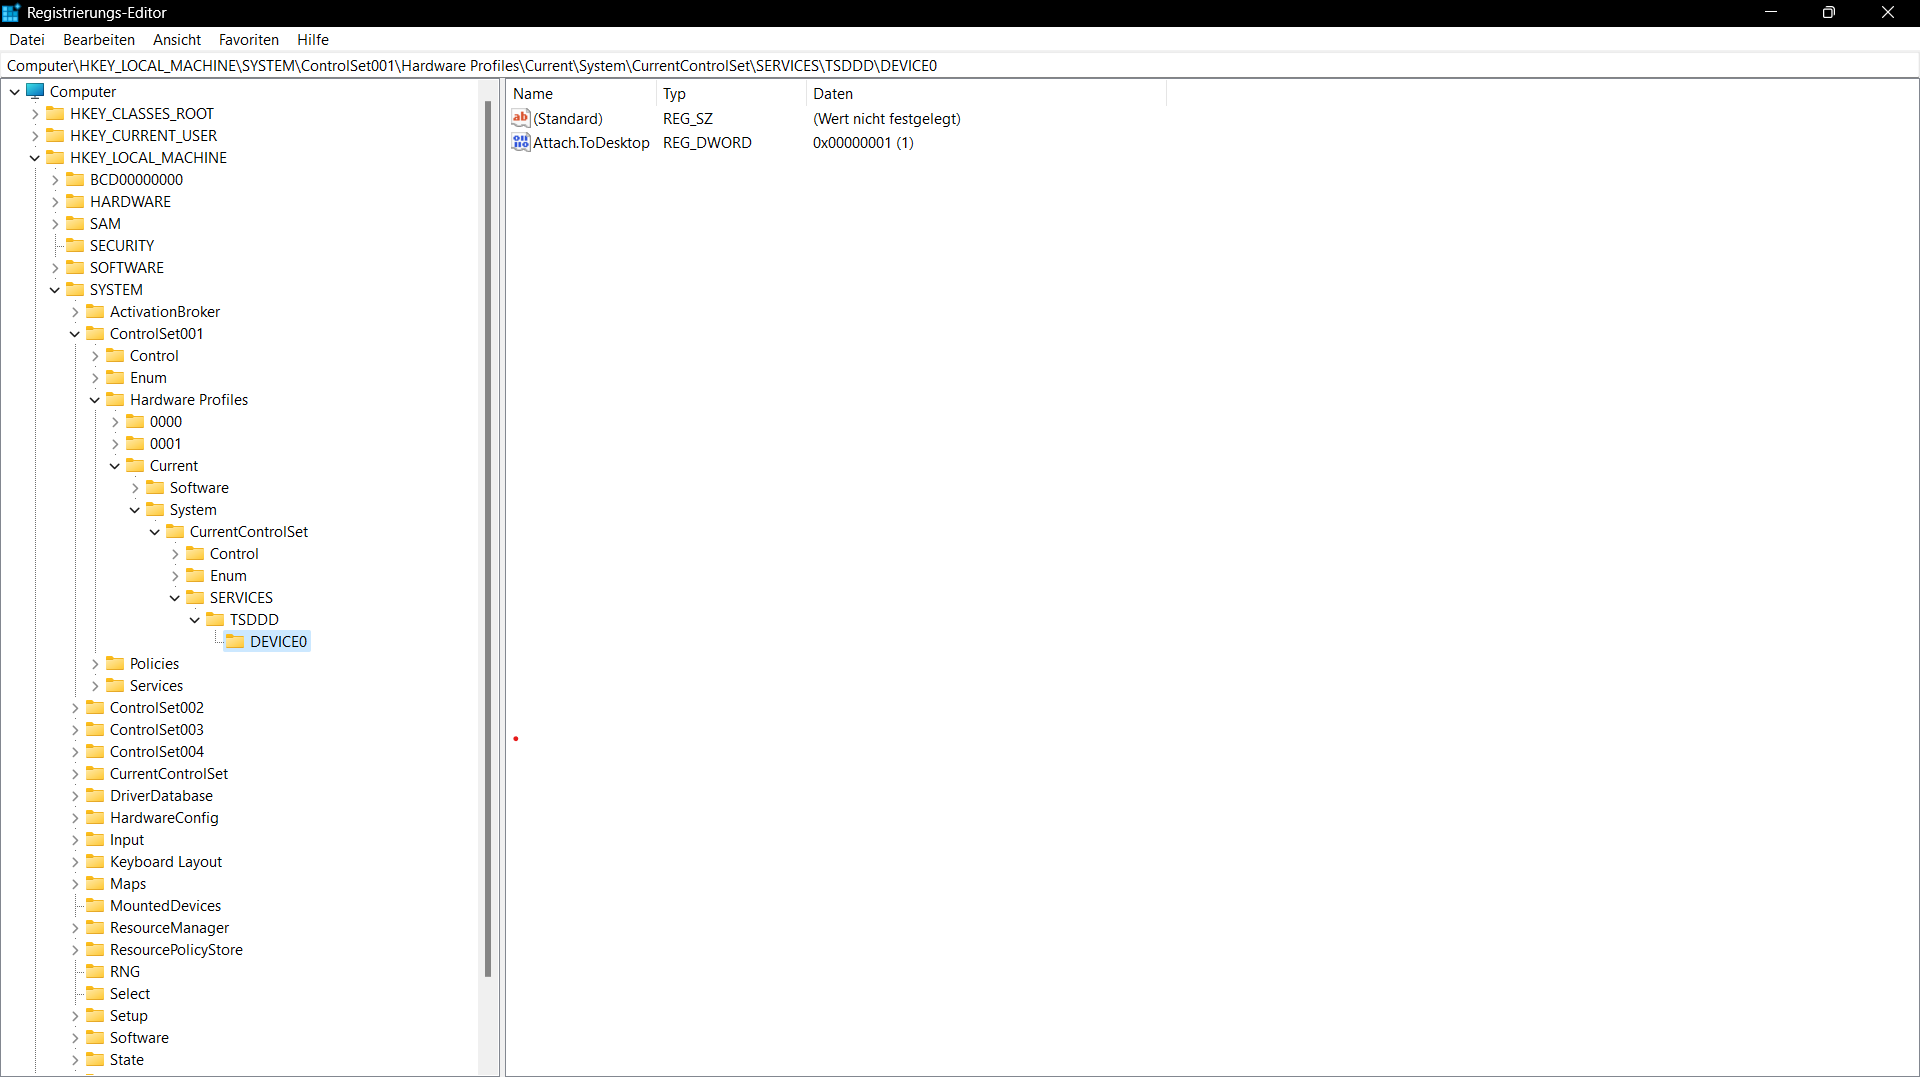 Registrierungs-Editor
Datei Bearbeiten Ansicht Favoriten Hilfe
Computer\HKEY_LOCAL_MACHINE\SYSTEM\ControlSet001\Hardware Profiles\Current\System\CurrentControlSet\SERVICES\TSDDD\DEVICE0
Computer
HKEY_CLASSES_ROOT
HKEY_CURRENT_USER
HKEY_LOCAL_MACHINE
BCD00000000
HARDWARE
SAM
SECURITY
SOFTWARE
SYSTEM
ActivationBroker
ControlSet001
Control
Enum
Hardware Profiles
0000
0001
Current
Software
System
CurrentControlSet
Control
Enum
SERVICES
TSDDD
DEVICE0
Policies
Services
ControlSet002
ControlSet003
ControlSet004
CurrentControlSet
DriverDatabase
HardwareConfig
Input
Keyboard Layout
Maps
MountedDevices
ResourceManager
ResourcePolicyStore
RNG
Select
Setup
Software
State
Name Typ Daten
(Standard) REG_SZ (Wert nicht festgelegt)
Attach.ToDesktop REG_DWORD 0x00000001 (1)